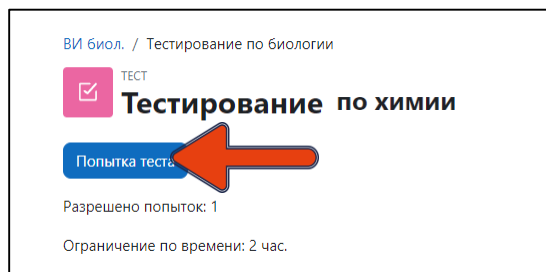 ВИ биол. / Тестирование по биологии
ТЕСТ
Тестирование по химии
Попытка теста
Разрешено попыток: 1
Ограничение по времени: 2 час.